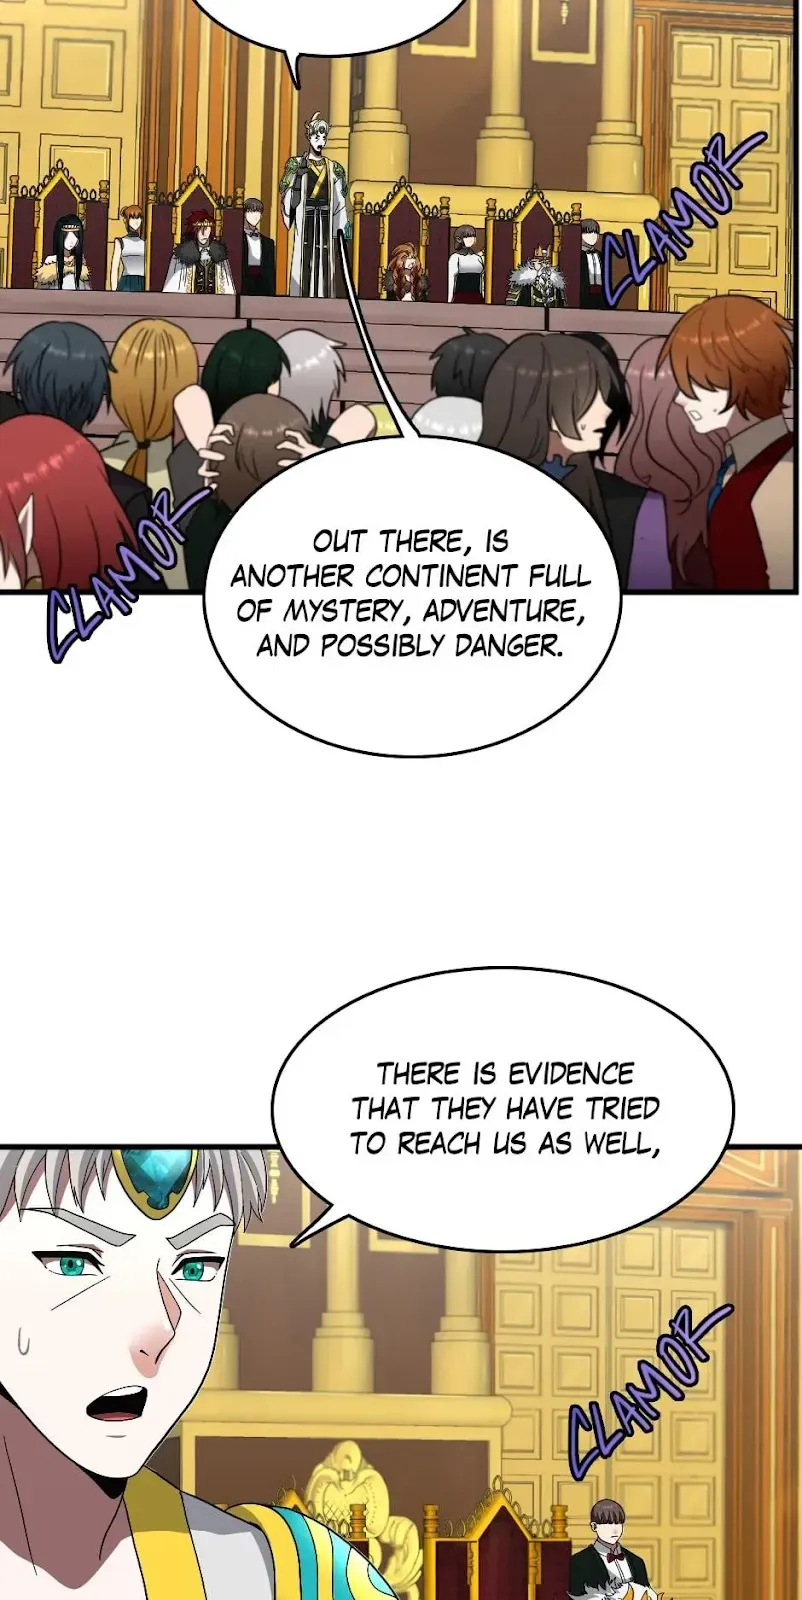 CLAMOR
CLAMOR
OUT THERE, IS
ANOTHER CONTINENT FULL
OF MYSTERY, ADVENTURE,
AND POSSIBLY DANGER.
THERE IS EVIDENCE
THAT THEY HAVE TRIED
TO REACH US AS WELL,
CLAMOR